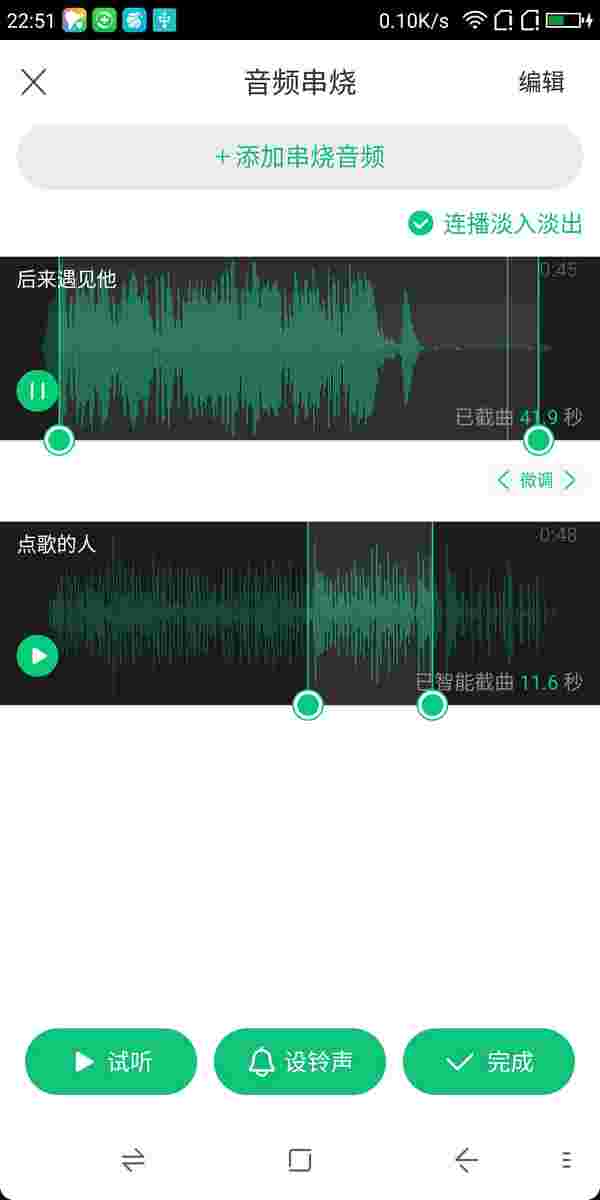 22:51 0.10K/s
音频串烧 编辑
+添加串烧音频
连播淡入淡出
后来遇见他 0:45
已截曲 41.9 秒
微调
点歌的人 0:48
已智能截曲 11.6 秒
试听 设铃声 完成